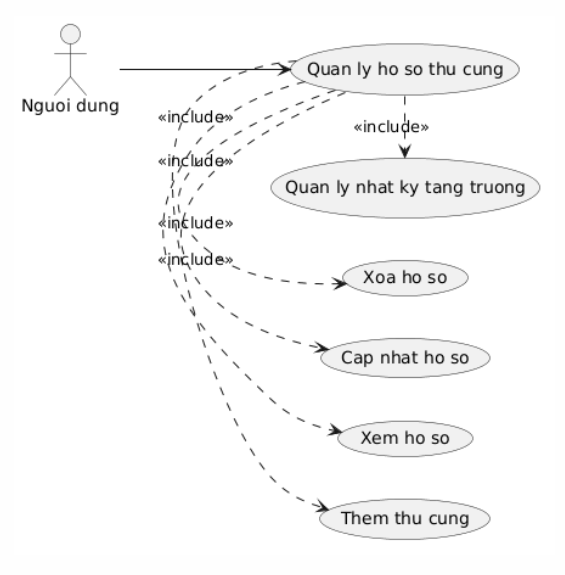 Nguoi dung
Quan ly ho so thu cung
«include»
«include»
Quan ly nhat ky tang truong
«include»
«include»
«include»
Xoa ho so
Cap nhat ho so
Xem ho so
Them thu cung